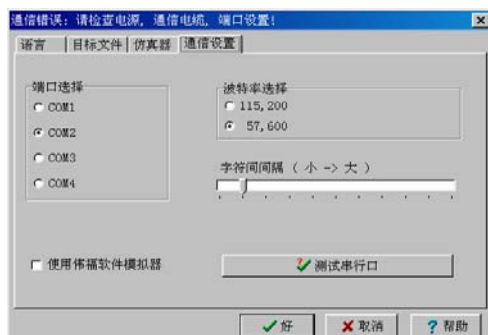 通信错误: 请检查电源, 通信电缆, 端口设置!
语言 目标文件 仿真器 通信设置
端口选择
COM1
COM2
COM3
COM4
波特率选择
115,200
57,600
字符间间隔 ( 小 -> 大 )
使用伟福软件模拟器
测试串行口
好 取消 帮助